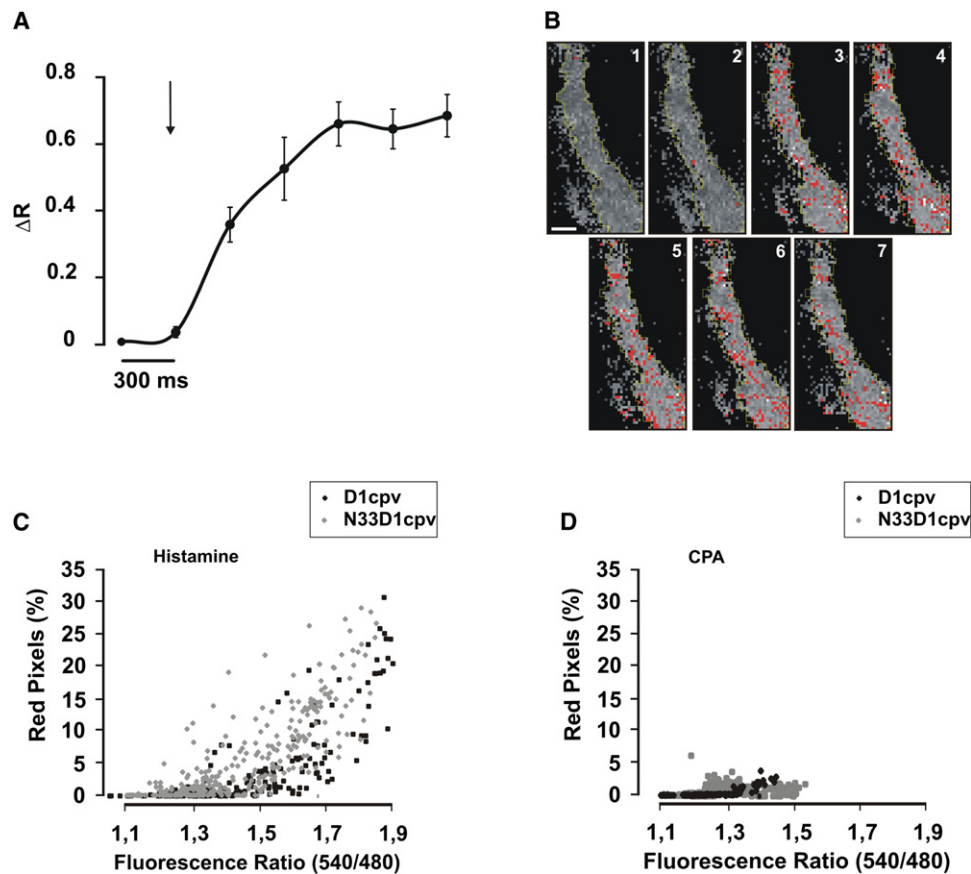 A
0.8
0.6
0.4
0.2
0
ΔR
300 ms
B
1
2
3
4
5
6
7
C
D1cpv
N33D1cpv
Histamine
35
30
25
20
15
10
5
0
Red Pixels (%)
1,1 1,3 1,5 1,7 1,9
Fluorescence Ratio (540/480)
D
D1cpv
N33D1cpv
CPA
35
30
25
20
15
10
5
0
Red Pixels (%)
1,1 1,3 1,5 1,7 1,9
Fluorescence Ratio (540/480)